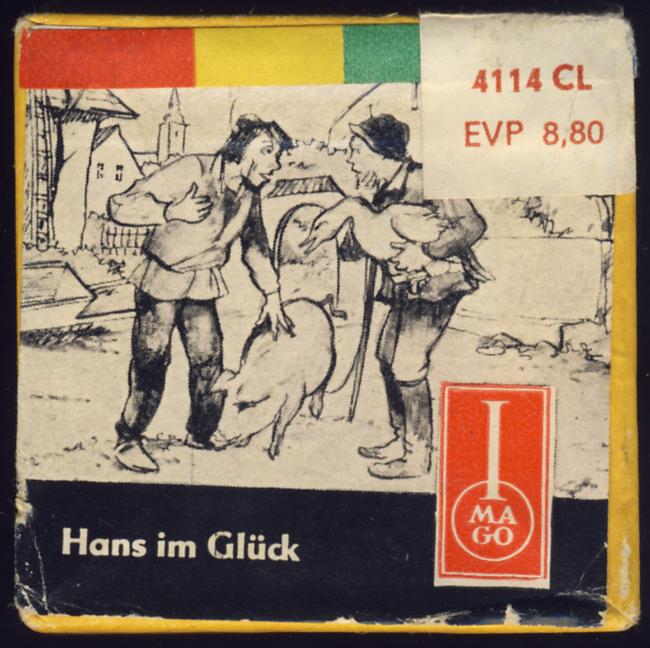 4114 CL
EVP 8,80
I
MA
GO
Hans im Glück